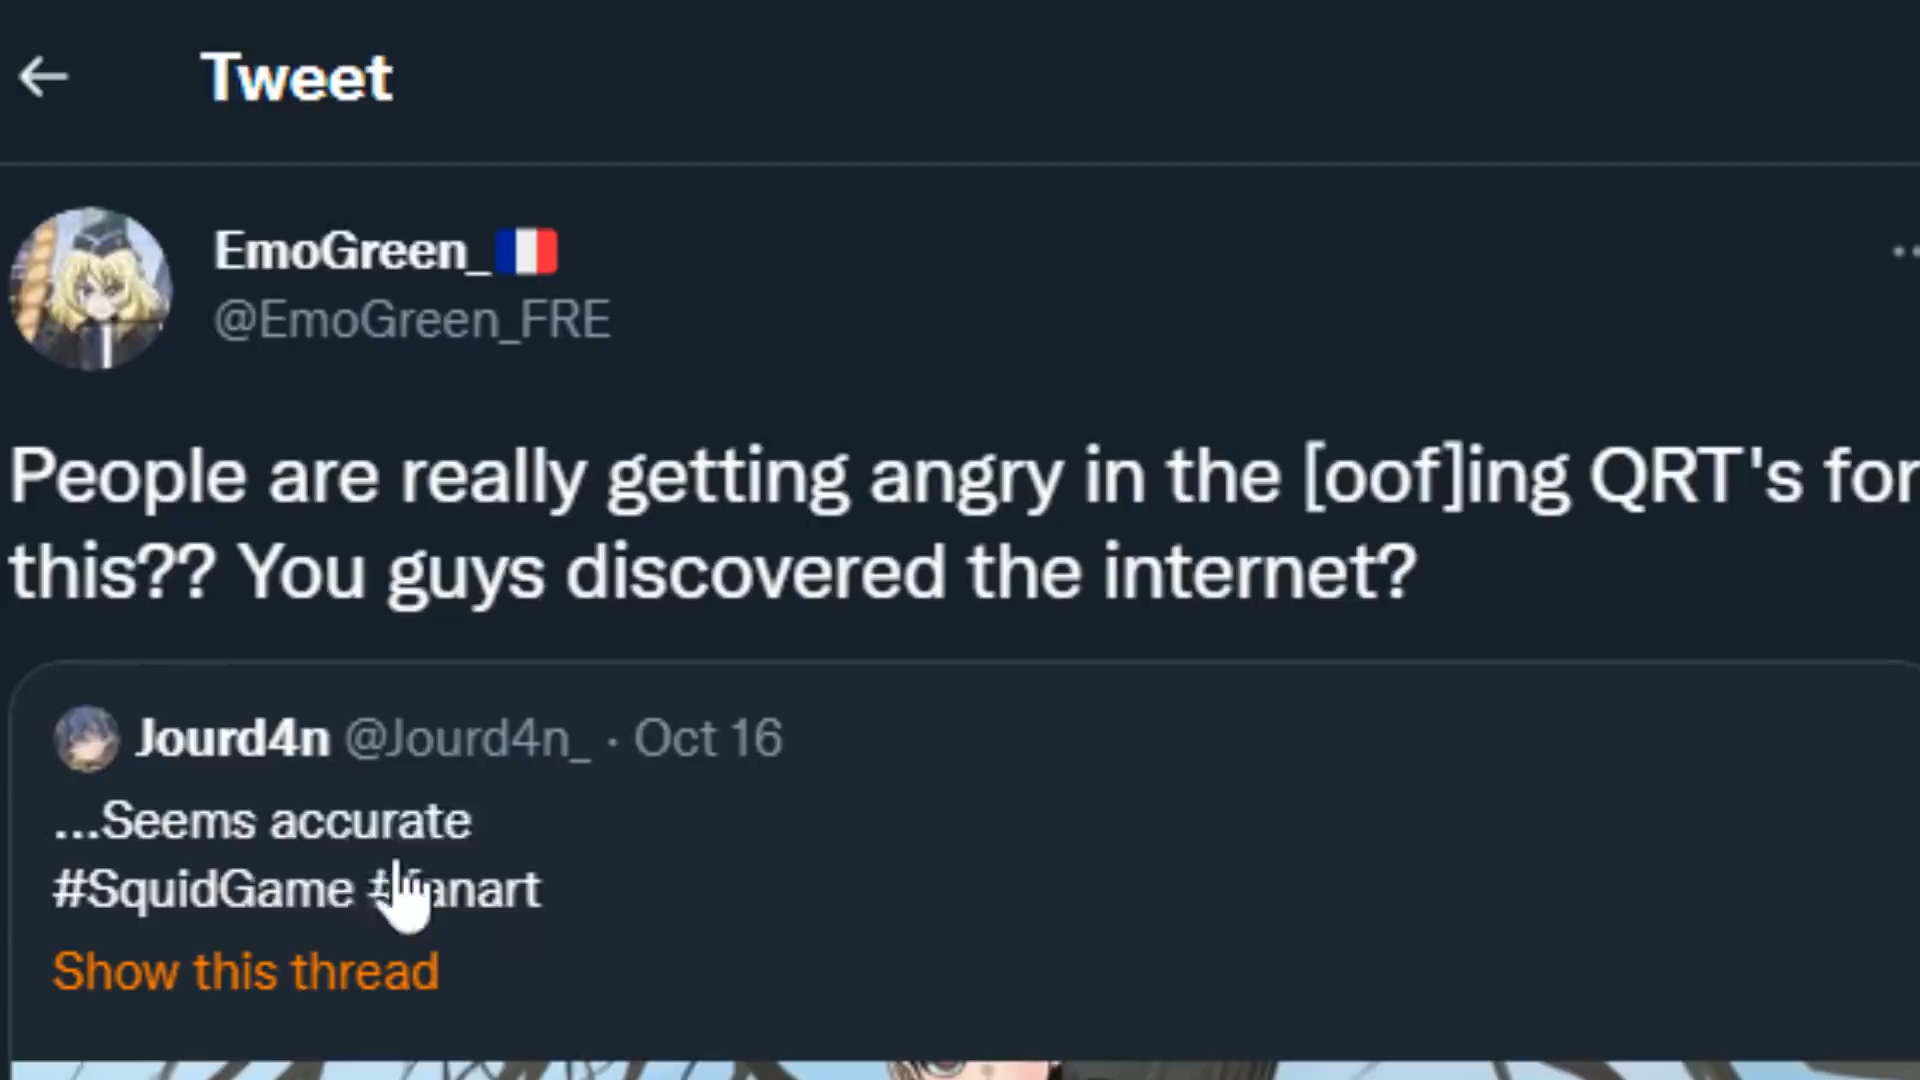 Tweet
EmoGreen_
@EmoGreen_FRE
People are really getting angry in the [oof]ing QRT's for
this?? You guys discovered the internet?
Jourd4n @Jourd4n_ · Oct 16
...Seems accurate
#SquidGame #fanart
Show this thread